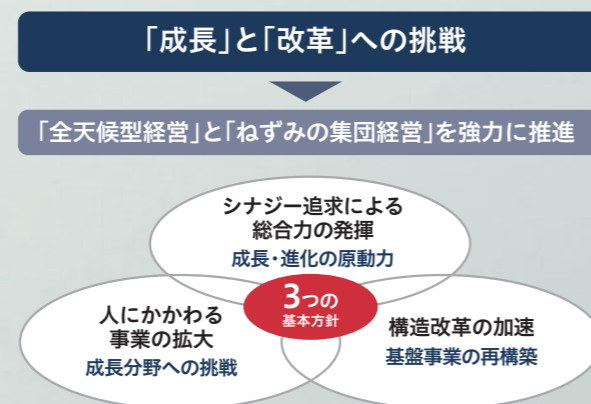 「成長」と「改革」への挑戦
「全天候型経営」と「ねずみの集団経営」を強力に推進
シナジー追求による
総合力の発揮
成長・進化の原動力
3つの
基本方針
人にかかわる
事業の拡大
成長分野への挑戦
構造改革の加速
基盤事業の再構築